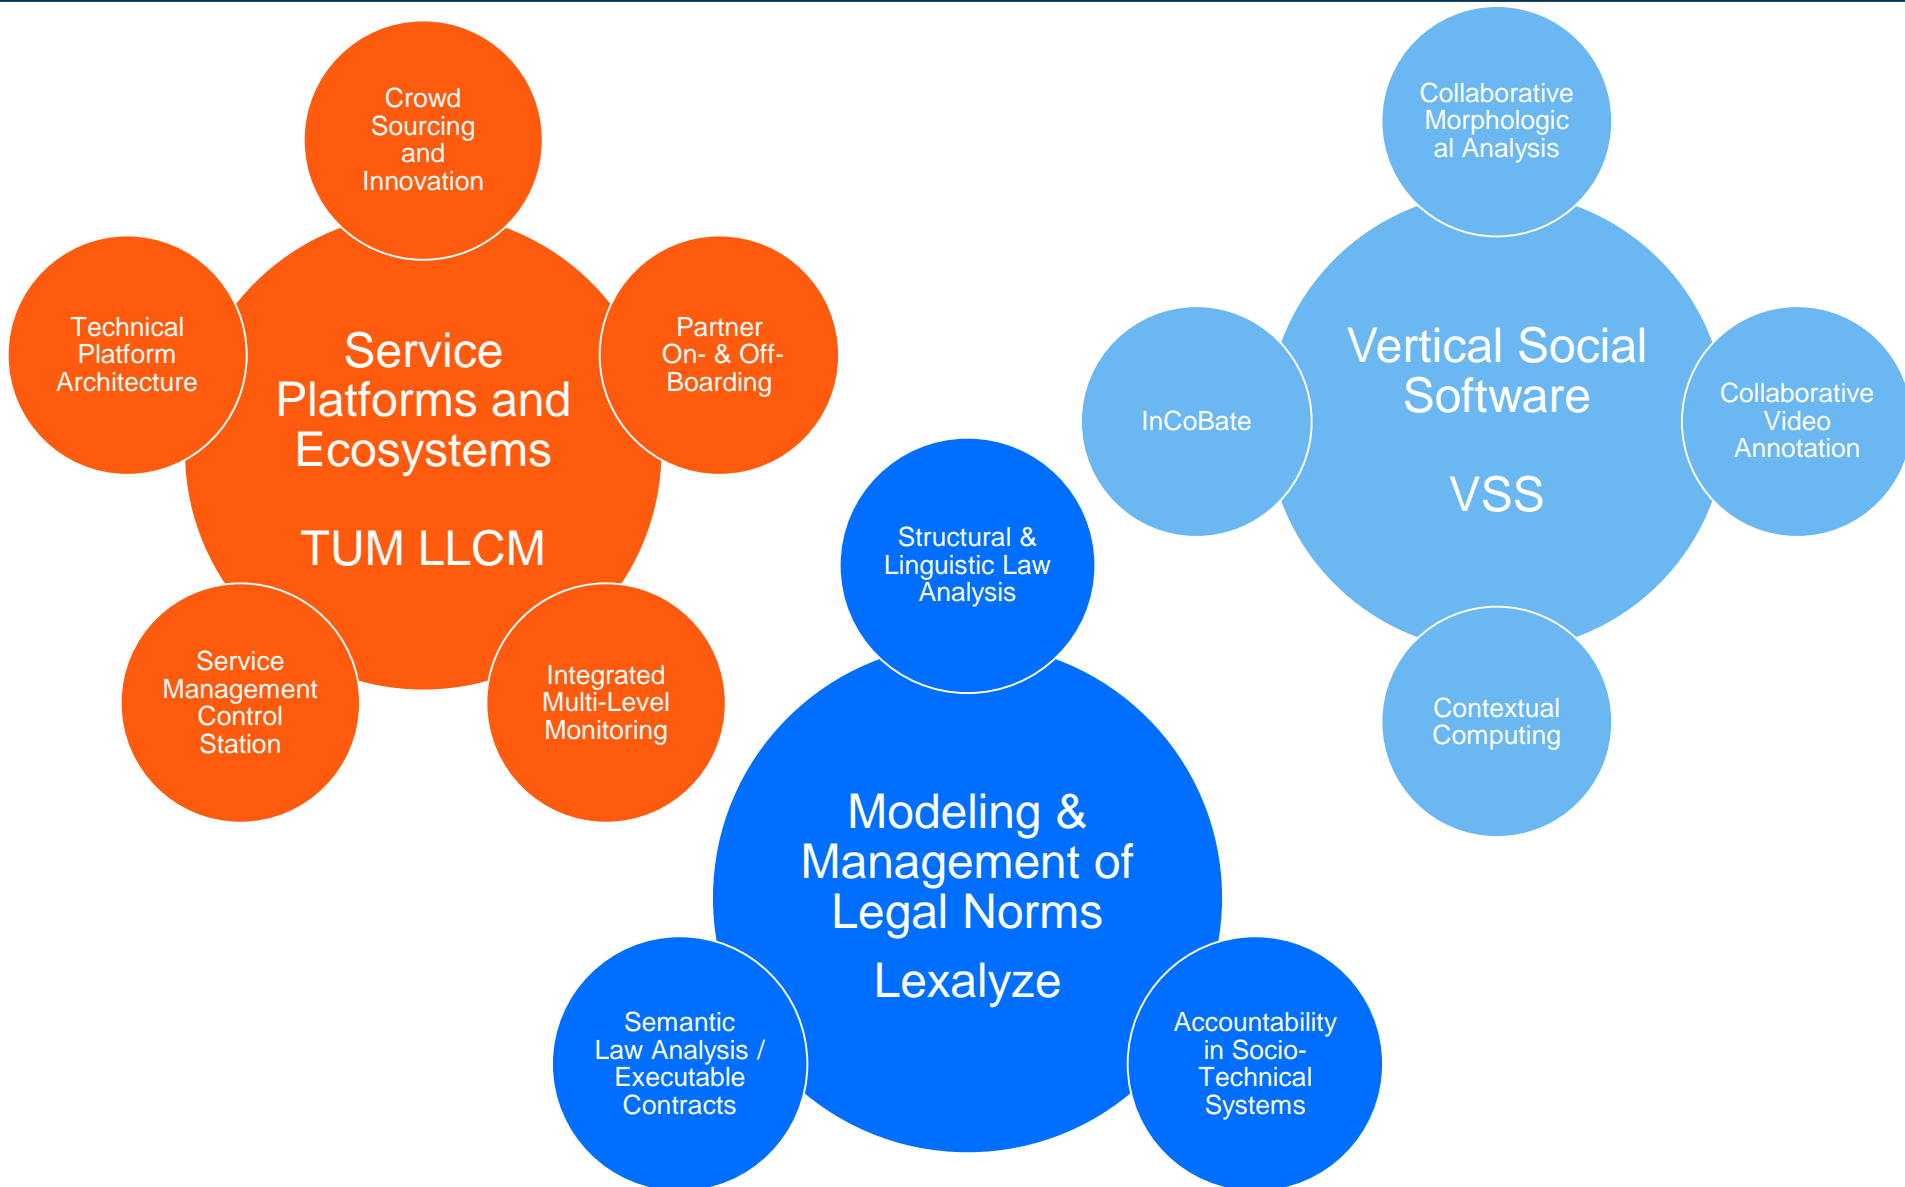 Crowd
Sourcing
and
Innovation
Technical
Platform
Architecture
Service
Platforms and
Ecosystems
TUM LLCM
Partner
On- & Off-
Boarding
Service
Management
Control
Station
Integrated
Multi-Level
Monitoring
Collaborative
Morphologic
al Analysis
InCoBate
Vertical Social
Software
VSS
Collaborative
Video
Annotation
Contextual
Computing
Structural &
Linguistic Law
Analysis
Modeling &
Management of
Legal Norms
Lexalyze
Semantic
Law Analysis /
Executable
Contracts
Accountability
in Socio-
Technical
Systems